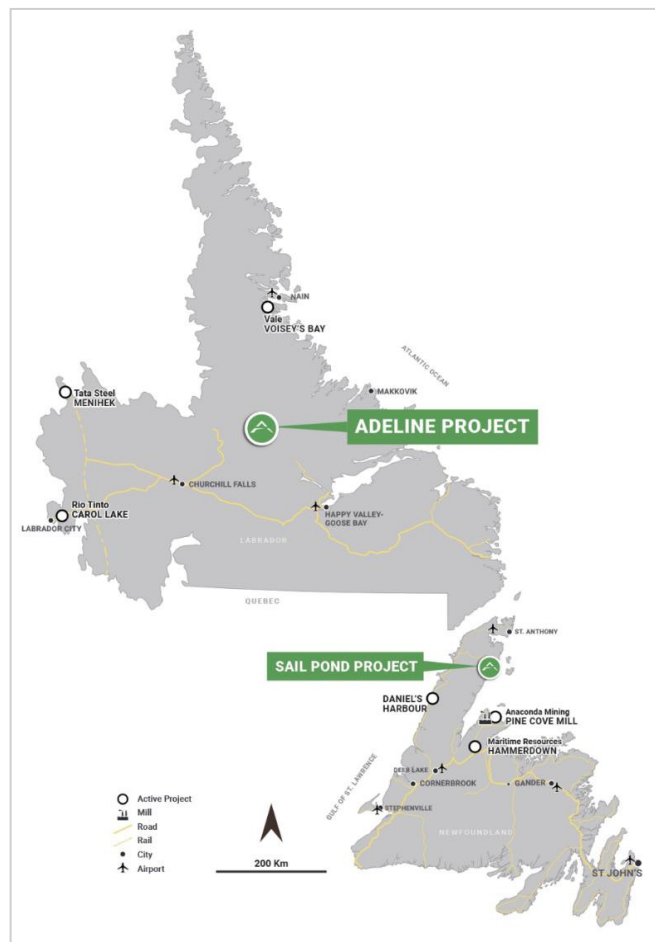 NAIN
Vale
VOISEY'S BAY
ATLANTIC OCEAN
MAKKOVIK
Tata Steel
MENIHEK
ADELINE PROJECT
CHURCHILL FALLS
Rio Tinto
CAROL LAKE
LABRADOR CITY
HAPPY VALLEY-
GOOSE BAY
LABRADOR
QUEBEC
ST. ANTHONY
SAIL POND PROJECT
DANIEL'S
HARBOUR
Anaconda Mining
PINE COVE MILL
Maritime Resources
HAMMERDOWN
DEER LAKE
CORNERBROOK
GANDER
GULF OF ST. LAWRENCE
STEPHENVILLE
NEWFOUNDLAND
ST JOHN'S
Active Project
Mill
Road
Rail
City
Airport
200 Km